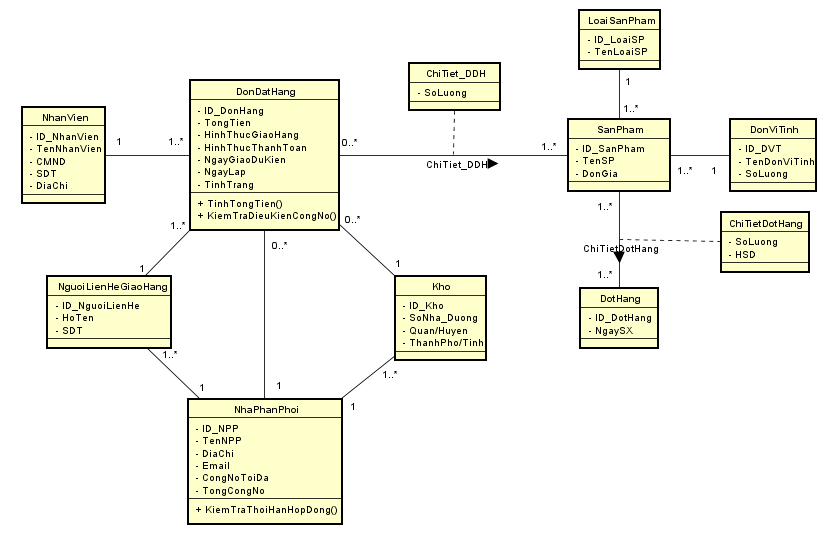 LoaiSanPham
- ID_LoaiSP
- TenLoaiSP
1
1..*
ChiTiet_DDH
- SoLuong
DonDatHang
- ID_DonHang
- TongTien
- HinhThucGiaoHang
- HinhThucThanhToan
- NgayGiaoDuKien
- NgayLap
- TinhTrang
+ TinhTongTien()
+ KiemTraDieuKienCongNo()
NhanVien
- ID_NhanVien
- TenNhanVien
- CMND
- SDT
- DiaChi
1
1..*
0..*
ChiTiet_DDH
1..*
SanPham
- ID_SanPham
- TenSP
- DonGia
1..*
1
DonViTinh
- ID_DVT
- TenDonViTinh
- SoLuong
1..*
ChiTietDotHang
1..*
ChiTietDotHang
- SoLuong
- HSD
DotHang
- ID_DotHang
- NgaySX
1..*
0..*
0..*
1
1
NguoiLienHeGiaoHang
- ID_NguoiLienHe
- HoTen
- SDT
Kho
- ID_Kho
- SoNha_Duong
- Quan/Huyen
- ThanhPho/Tinh
1..*
1..*
1
1
1
NhaPhanPhoi
- ID_NPP
- TenNPP
- DiaChi
- Email
- CongNoToiDa
- TongCongNo
+ KiemTraThoiHanHopDong()